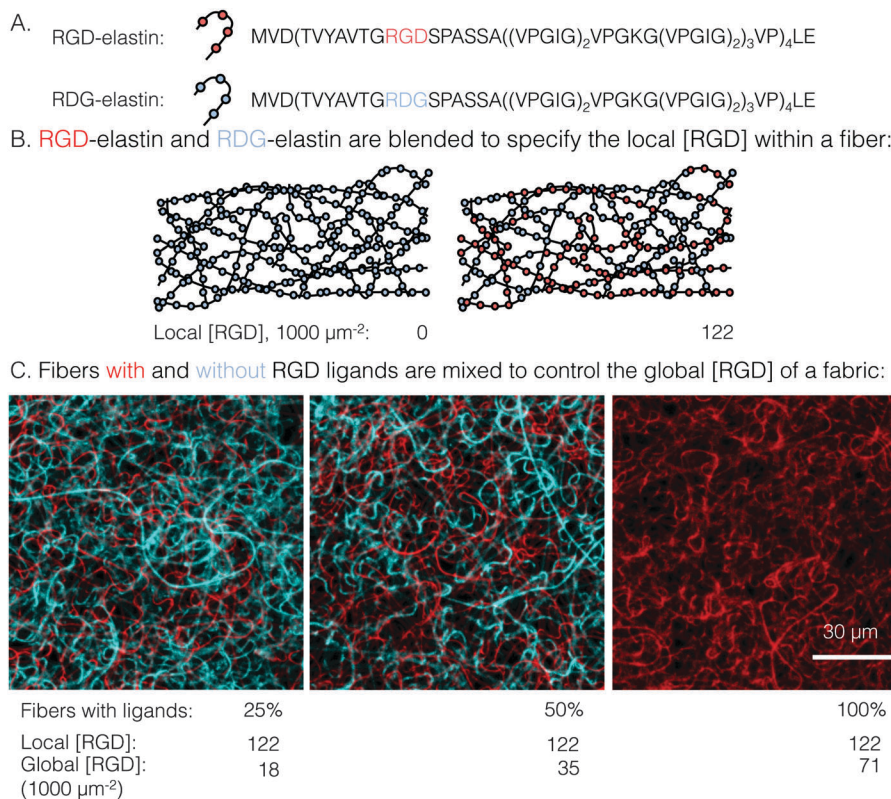 A.
RGD-elastin: MVD(TVYAVTGRGDSPASSA((VPGIG)₂VPGKG(VPGIG)₂)₃VP)₄LE
RDG-elastin: MVD(TVYAVTGRDGSPASSA((VPGIG)₂VPGKG(VPGIG)₂)₃VP)₄LE
B. RGD-elastin and RDG-elastin are blended to specify the local [RGD] within a fiber:
Local [RGD], 1000 µm⁻²: 0 122
C. Fibers with and without RGD ligands are mixed to control the global [RGD] of a fabric:
30 µm
Fibers with ligands: 25% 50% 100%
Local [RGD]: 122 122 122
Global [RGD]: 18 35 71
(1000 µm⁻²)